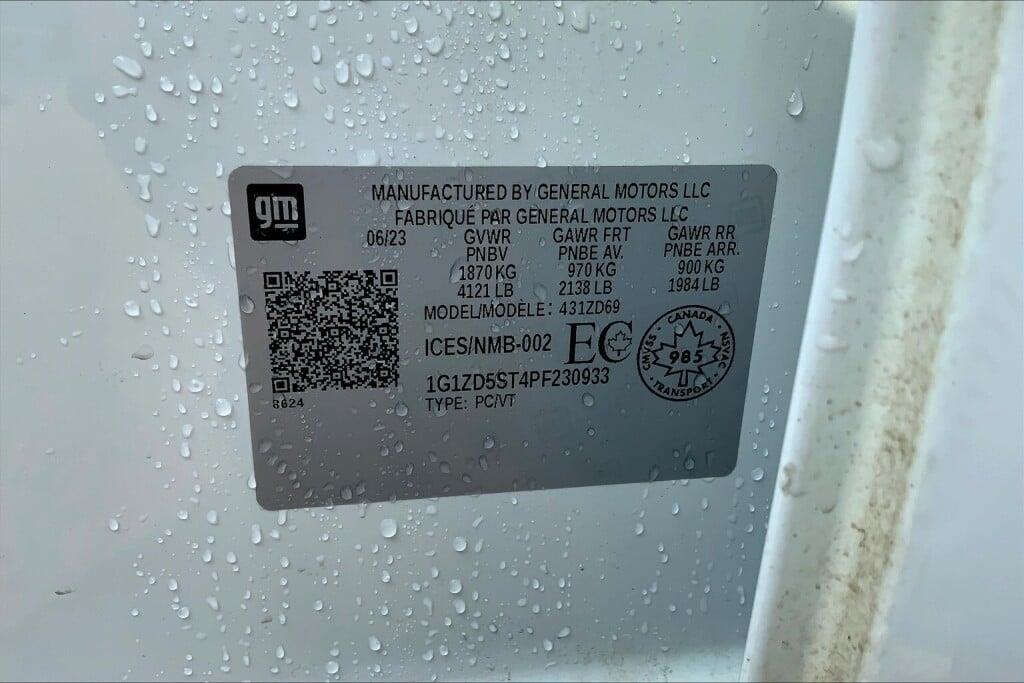 gm
MANUFACTURED BY GENERAL MOTORS LLC
FABRIQUÉ PAR GENERAL MOTORS LLC
06/23 GVWR GAWR FRT GAWR RR
PNBV PNBE AV. PNBE ARR.
1870 KG 970 KG 900 KG
4121 LB 2138 LB 1984 LB
MODEL/MODÈLE: 431ZD69
ICES/NMB-002 EC
CANADA
CMVSS 985 NSVAC
TRANSPORT
1G1ZD5ST4PF230933
TYPE: PC/VT
8624